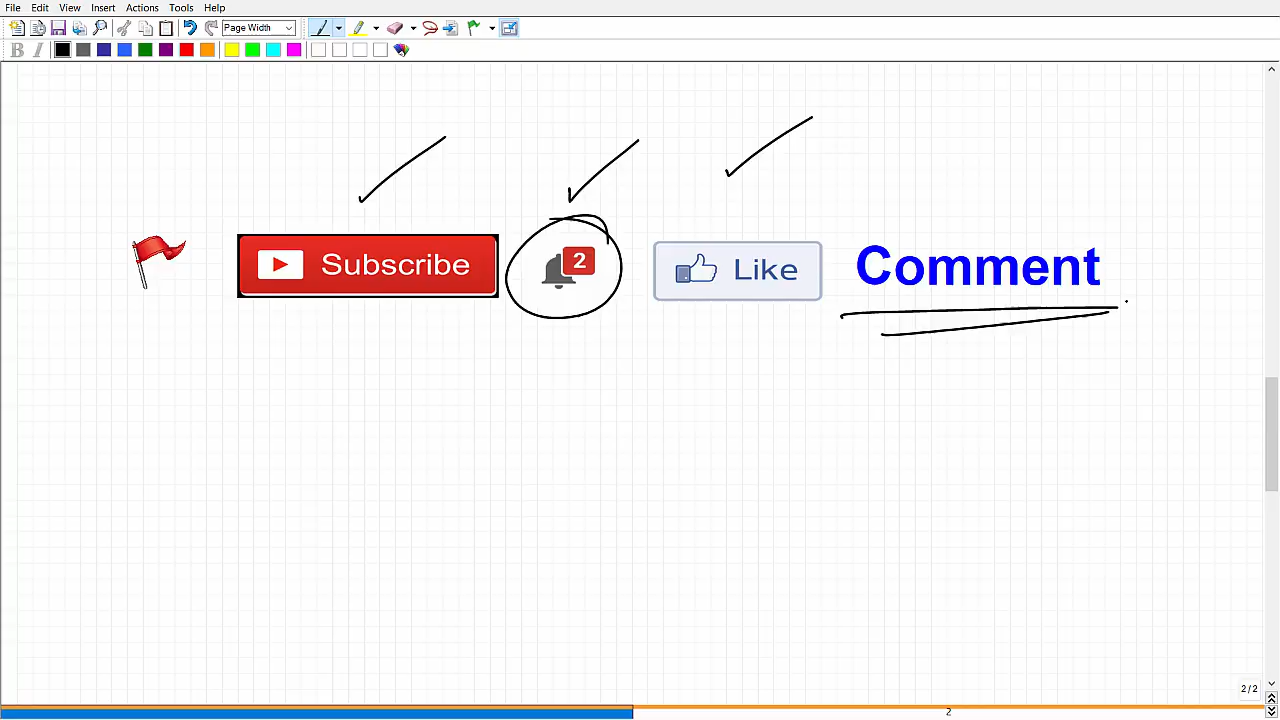 File Edit View Insert Actions Tools Help
Page Width
B I
Subscribe 2 Like Comment
2/2
2